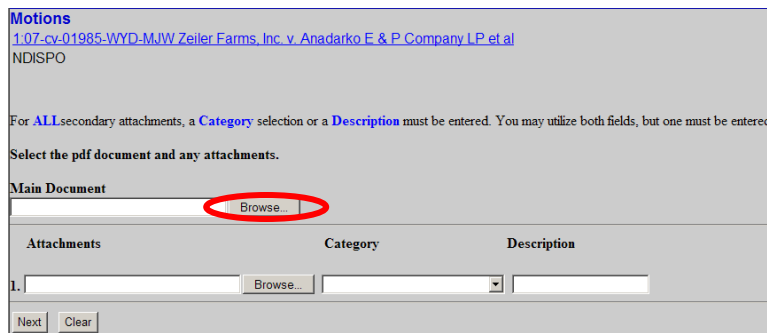 Motions
1:07-cv-01985-WYD-MJW Zeiler Farms, Inc. v. Anadarko E & P Company LP et al
NDISPO
For ALLsecondary attachments, a Category selection or a Description must be entered. You may utilize both fields, but one must be entered
Select the pdf document and any attachments.
Main Document
Browse...
Attachments Category Description
1. Browse...
Next Clear